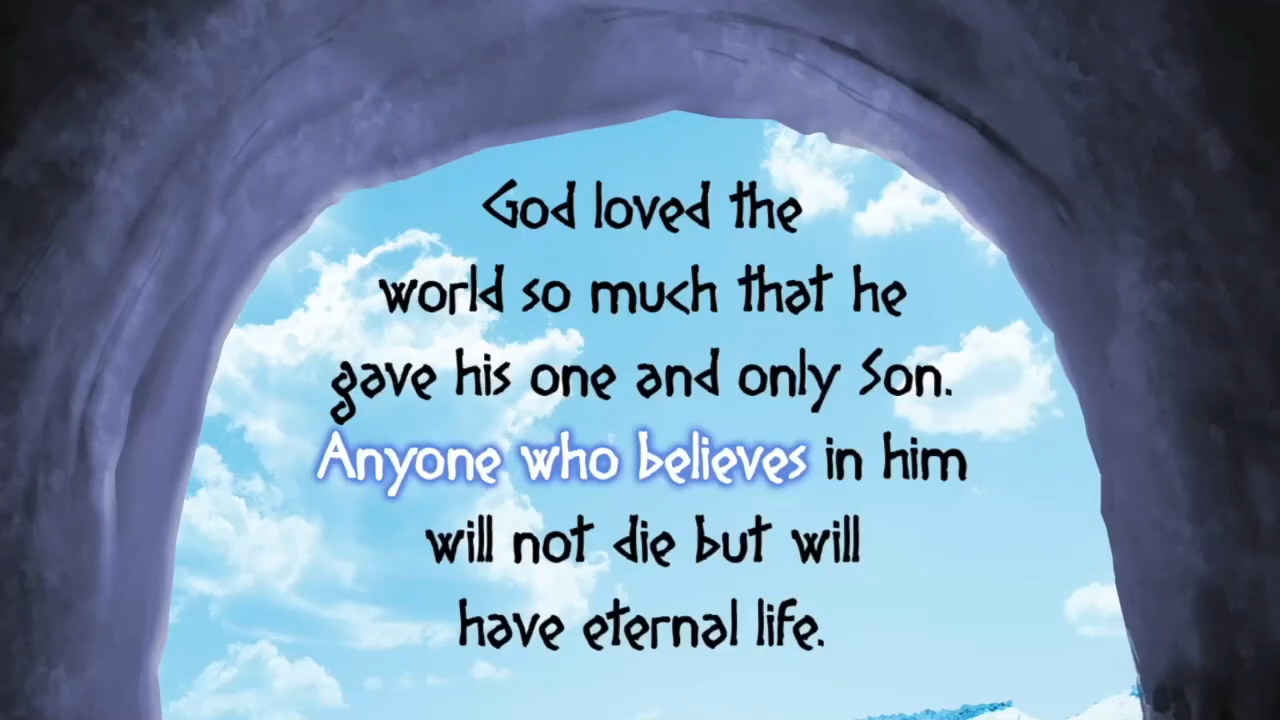 God loved the
world so much that he
gave his one and only Son.
Anyone who believes in him
will not die but will
have eternal life.